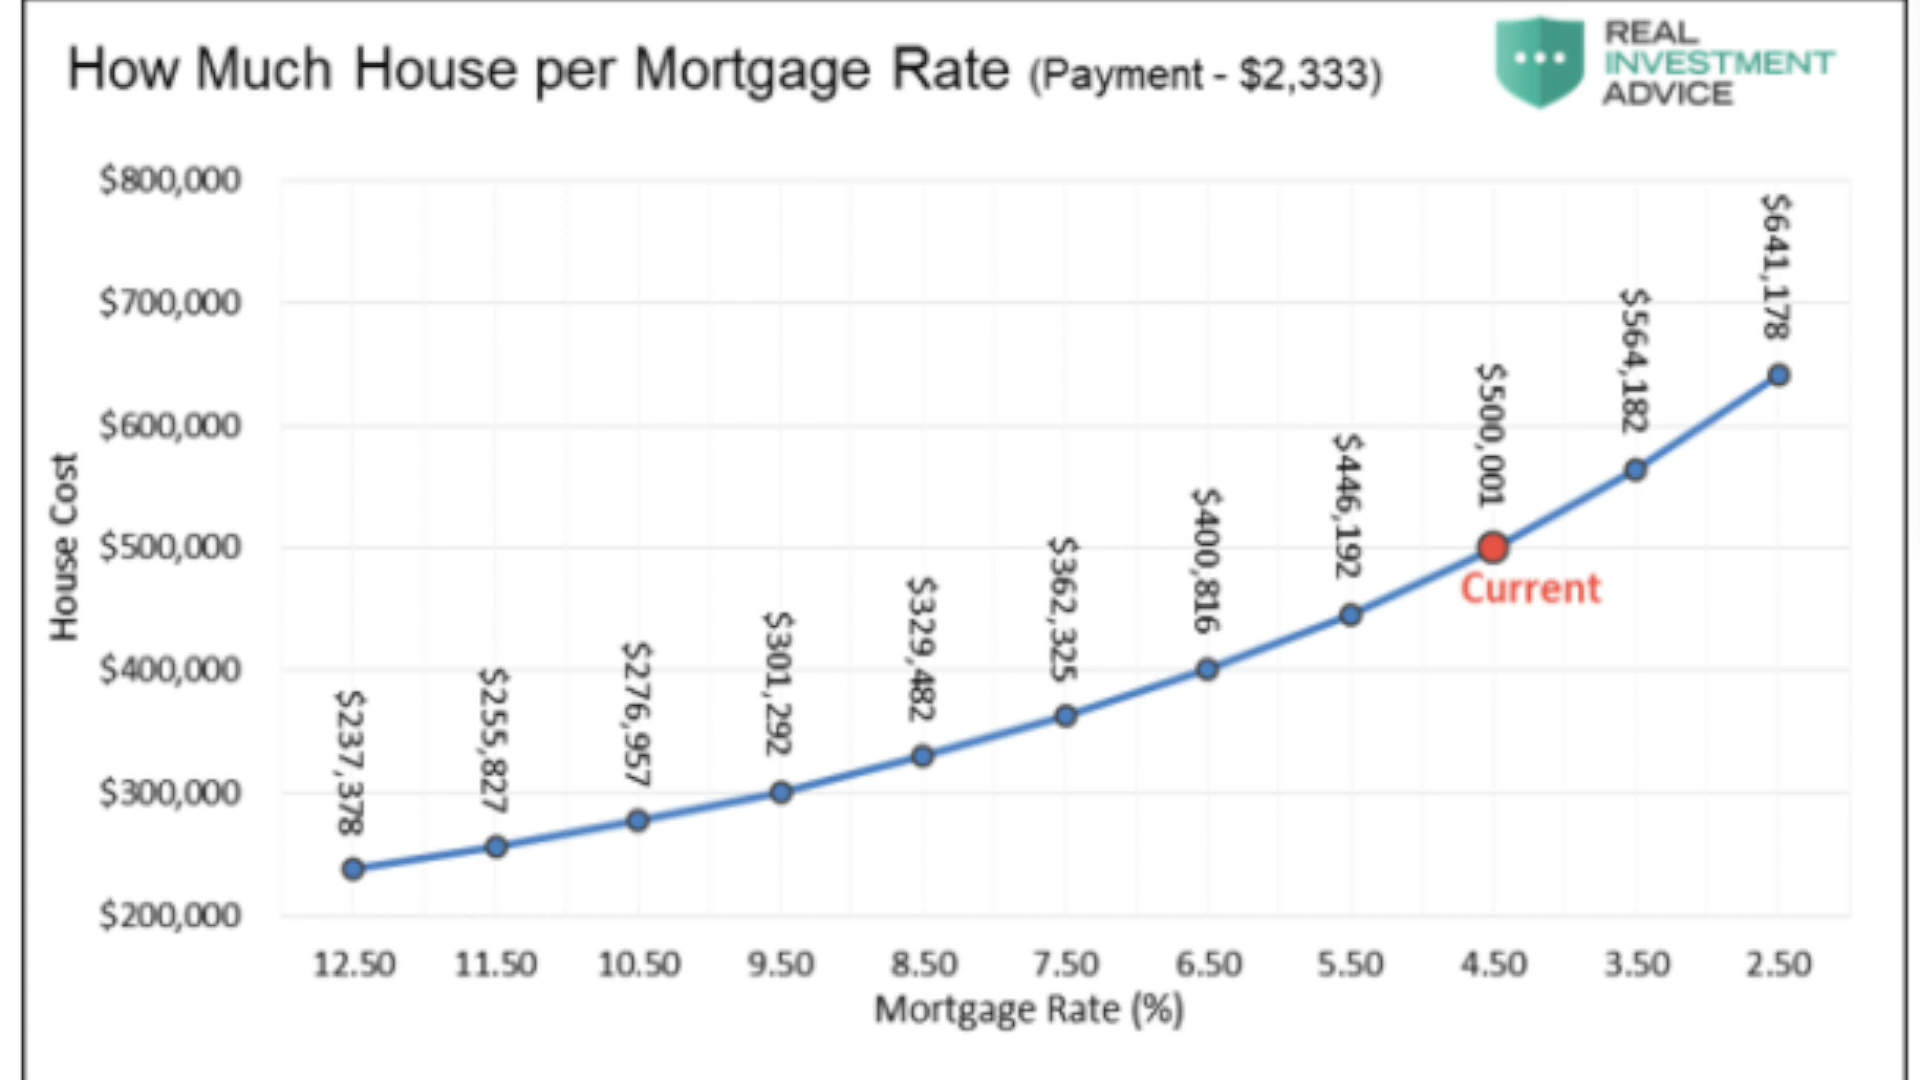 How Much House per Mortgage Rate (Payment - $2,333)
REAL
INVESTMENT
ADVICE
$800,000
$700,000
$600,000
$500,000
$400,000
$300,000
$200,000
House Cost
$237,378
$255,827
$276,957
$301,292
$329,482
$362,325
$400,816
$446,192
$500,001
$564,182
$641,178
Current
12.50 11.50 10.50 9.50 8.50 7.50 6.50 5.50 4.50 3.50 2.50
Mortgage Rate (%)